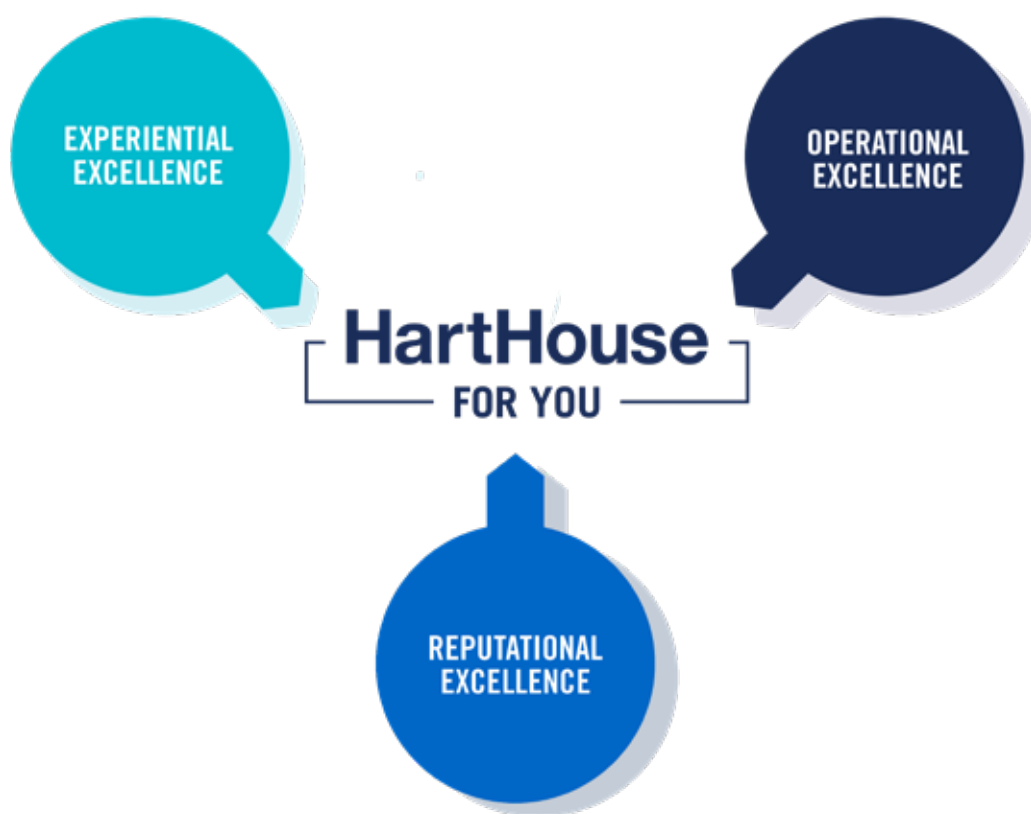 EXPERIENTIAL
EXCELLENCE
OPERATIONAL
EXCELLENCE
HartHouse
FOR YOU
REPUTATIONAL
EXCELLENCE